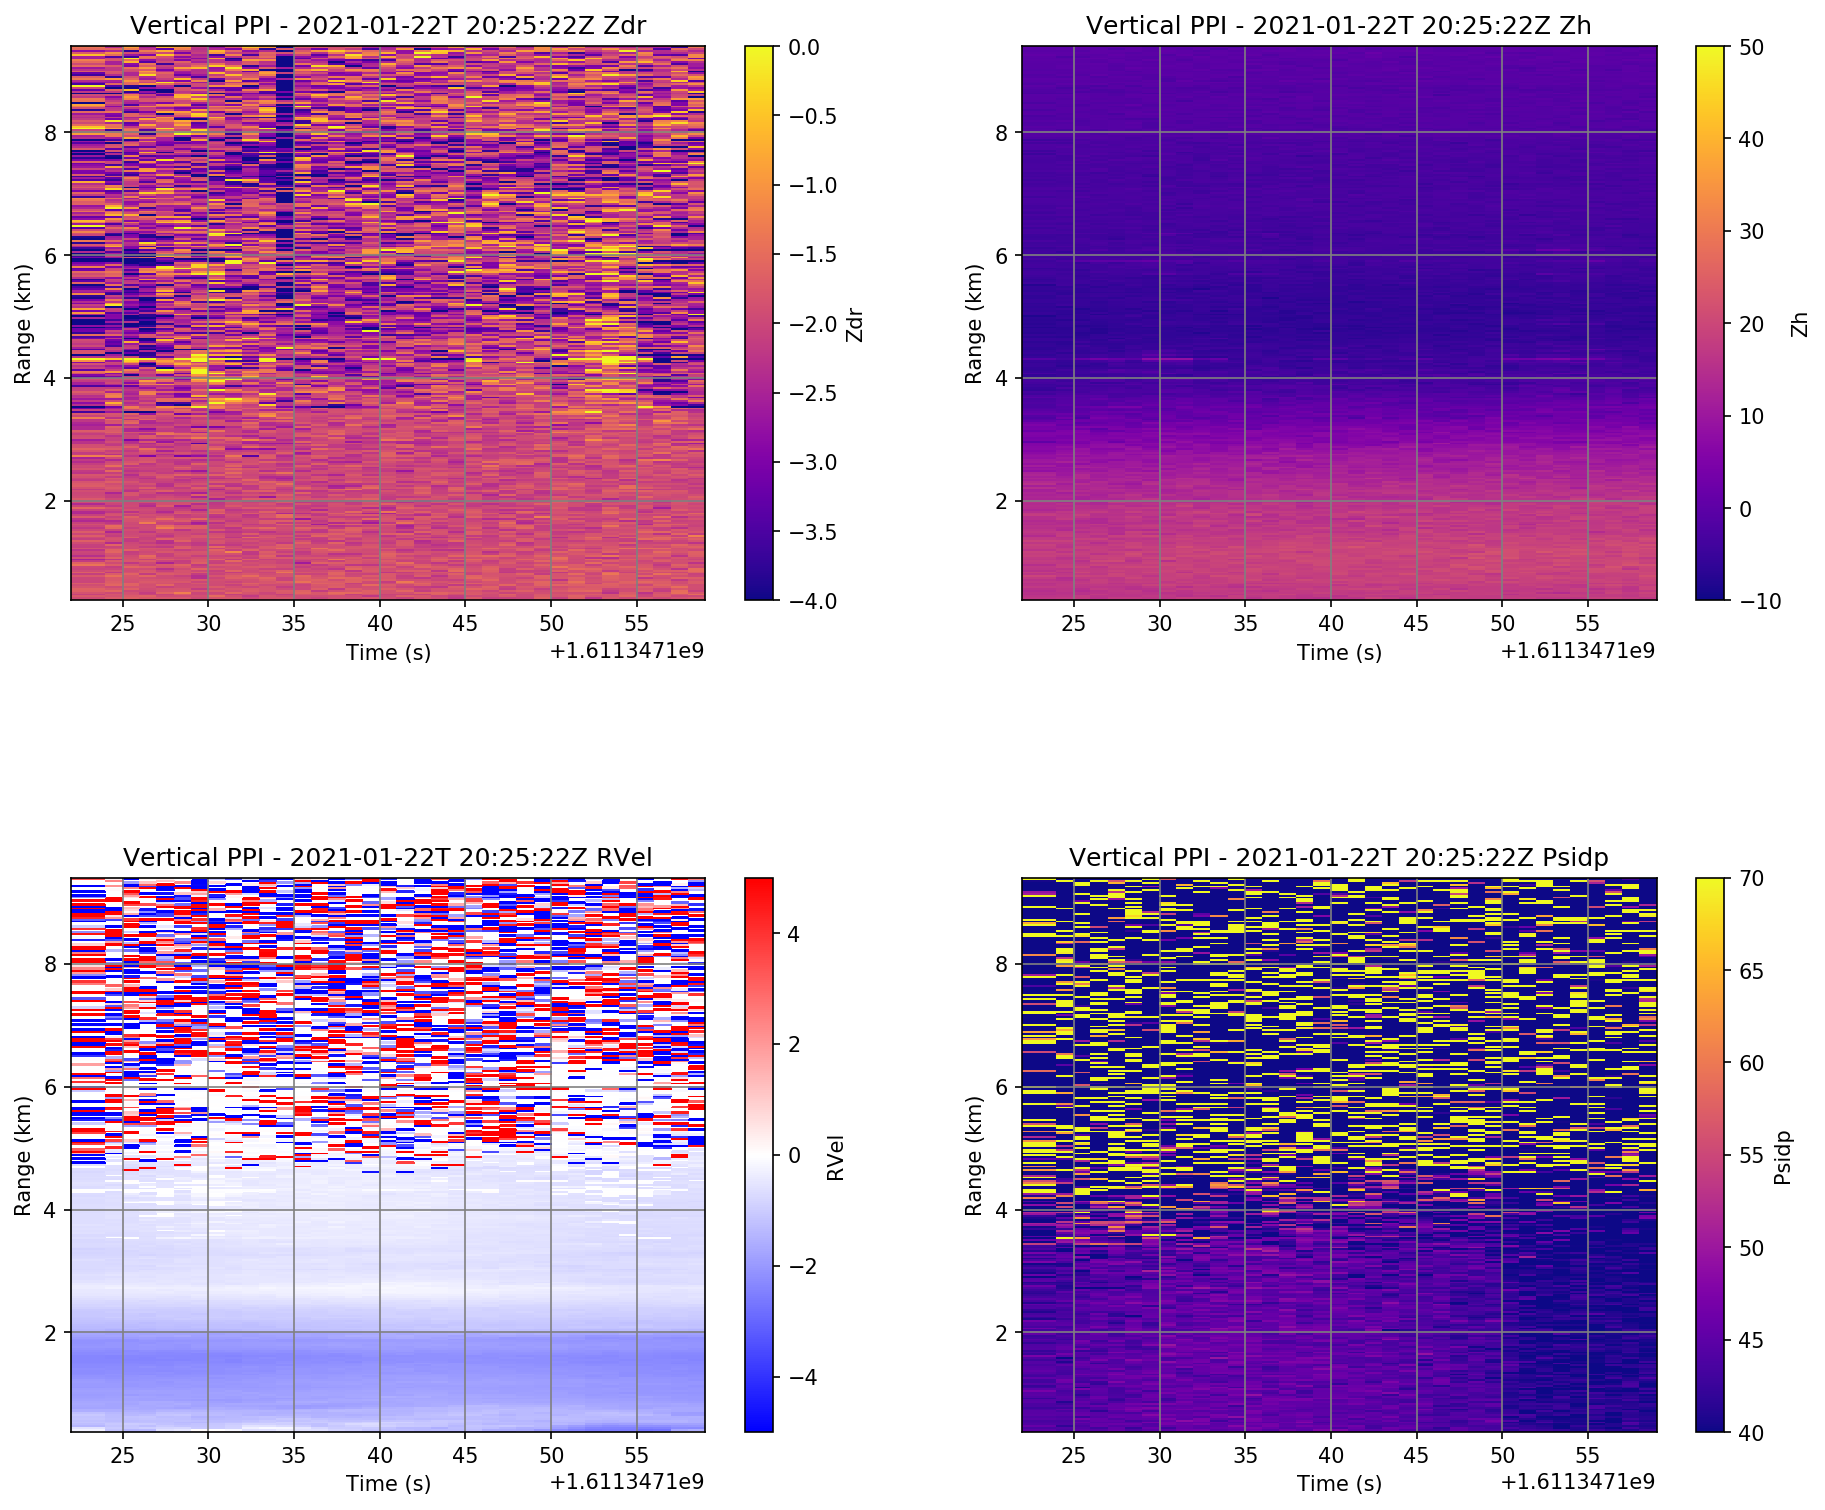 Vertical PPI - 2021-01-22T 20:25:22Z Zdr
Range (km)
8
6
4
2
25 30 35 40 45 50 55
Time (s)
+1.6113471e9
0.0
−0.5
−1.0
−1.5
−2.0
−2.5
−3.0
−3.5
−4.0
Zdr
Vertical PPI - 2021-01-22T 20:25:22Z Zh
Range (km)
8
6
4
2
25 30 35 40 45 50 55
Time (s)
+1.6113471e9
50
40
30
20
10
0
−10
Zh
Vertical PPI - 2021-01-22T 20:25:22Z RVel
Range (km)
8
6
4
2
25 30 35 40 45 50 55
Time (s)
+1.6113471e9
4
2
0
−2
−4
RVel
Vertical PPI - 2021-01-22T 20:25:22Z Psidp
Range (km)
8
6
4
2
25 30 35 40 45 50 55
Time (s)
+1.6113471e9
70
65
60
55
50
45
40
Psidp